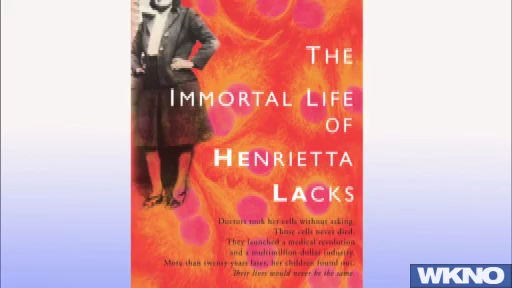 THE
IMMORTAL LIFE
OF
HENRIETTA
LACKS
Doctors took her cells without asking.
Those cells never died.
They launched a medical revolution
and a multimillion-dollar industry.
More than twenty years later, her children found out.
Their lives would never be the same.
WKNO